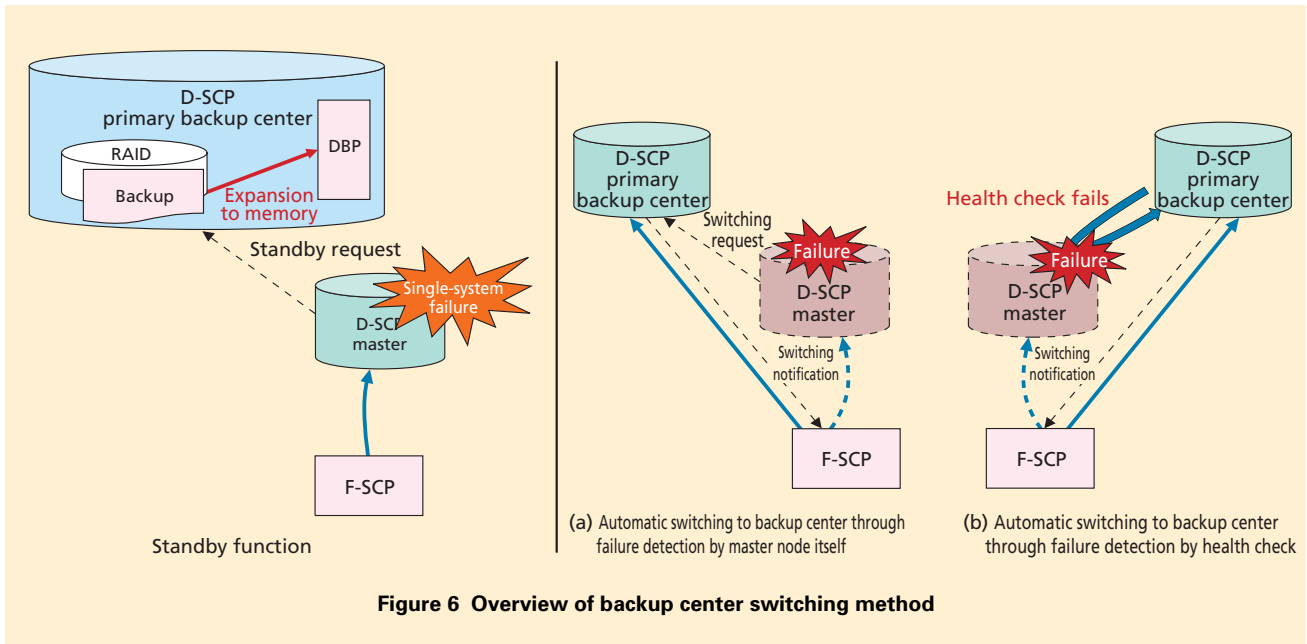 D-SCP
primary backup center
RAID
Backup
DBP
Expansion
to memory
Standby request
Single-system
failure
D-SCP
master
F-SCP
Standby function
D-SCP
primary
backup center
Switching
request
Failure
D-SCP
master
Switching
notification
F-SCP
(a) Automatic switching to backup center through
failure detection by master node itself
D-SCP
primary
backup center
Health check fails
Failure
D-SCP
master
Switching
notification
F-SCP
(b) Automatic switching to backup center
through failure detection by health check
Figure 6 Overview of backup center switching method